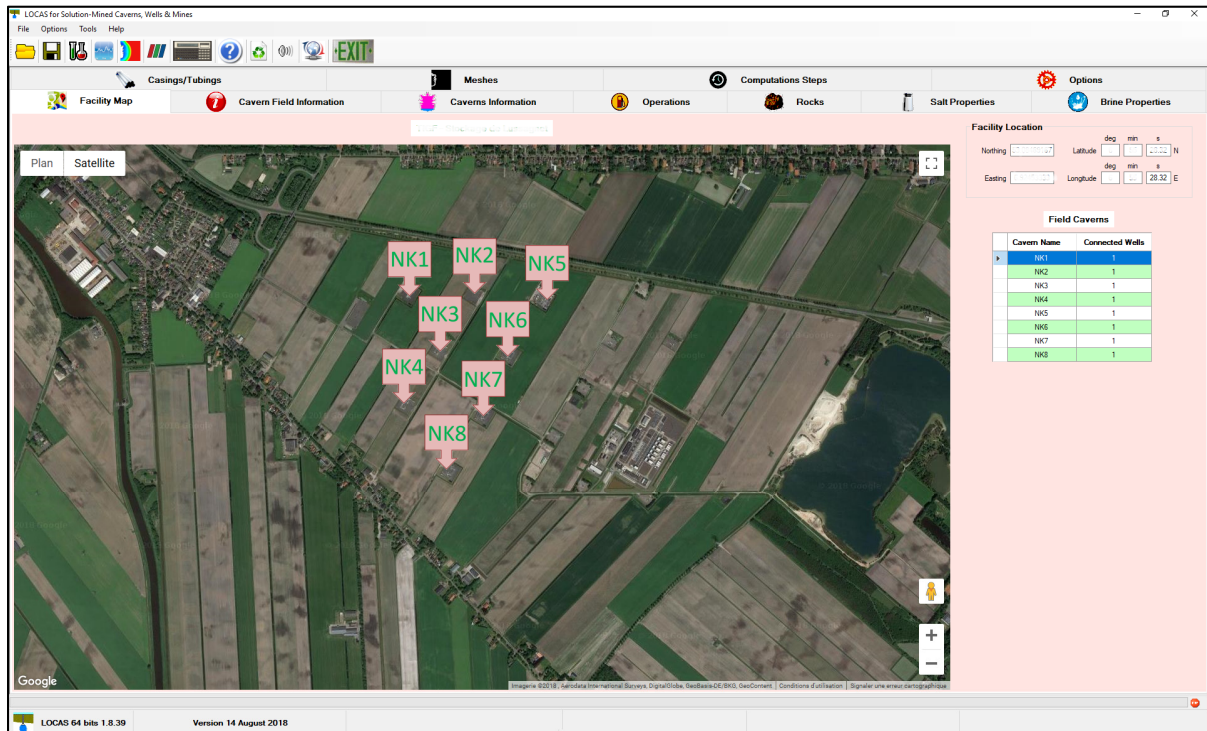 LOCAS for Solution-Mined Caverns, Wells & Mines
File Options Tools Help
EXIT
Casings/Tubings Meshes Computations Steps Options
Facility Map Cavern Field Information Caverns Information Operations Rocks Salt Properties Brine Properties
Plan Satellite
Facility Location
deg min s
Northing Latitude N
deg min s
Easting Longitude 28.32 E
Field Caverns
Cavern Name Connected Wells
NK1 1
NK2 1
NK3 1
NK4 1
NK5 1
NK6 1
NK7 1
NK8 1
NK1
NK2
NK5
NK3
NK6
NK4
NK7
NK8
Google
Imagerie ©2018 , Aerodata International Surveys, DigitalGlobe, GeoBasis-DE/BKG, GeoContent Conditions d'utilisation Signaler une erreur cartographique
LOCAS 64 bits 1.8.39 Version 14 August 2018